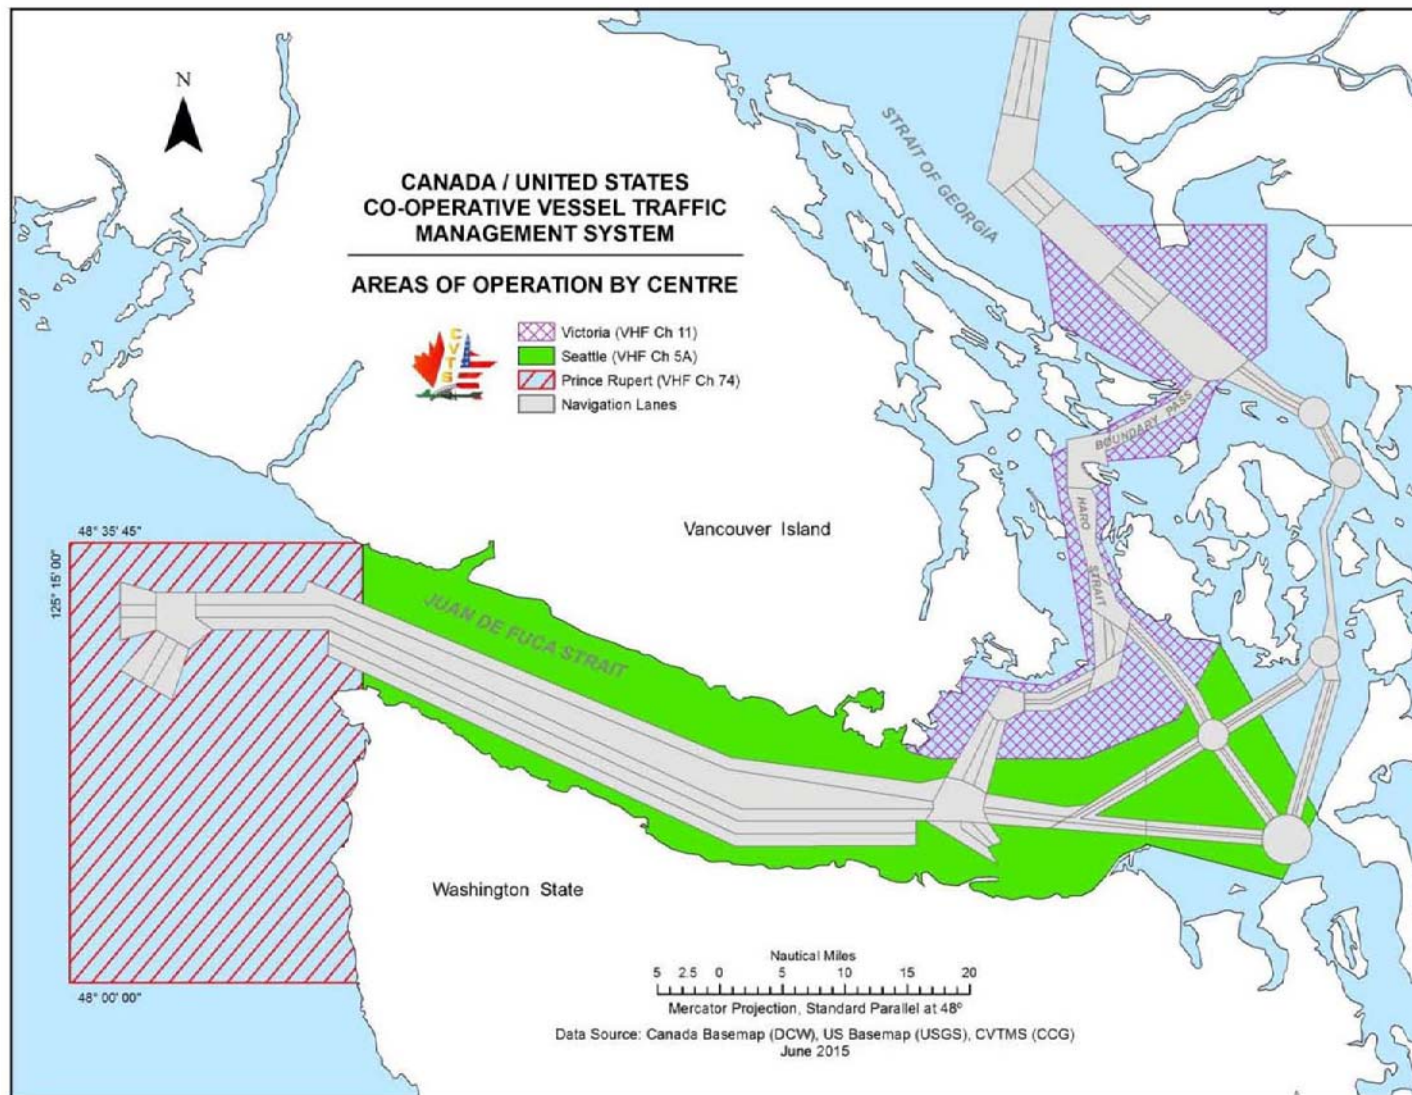 N
CANADA / UNITED STATES
CO-OPERATIVE VESSEL TRAFFIC
MANAGEMENT SYSTEM
AREAS OF OPERATION BY CENTRE
CVTS
Victoria (VHF Ch 11)
Seattle (VHF Ch 5A)
Prince Rupert (VHF Ch 74)
Navigation Lanes
STRAIT OF GEORGIA
BOUNDARY PASS
HARO STRAIT
Vancouver Island
48° 35' 45"
125° 15' 00"
JUAN DE FUCA STRAIT
Washington State
48° 00' 00"
Nautical Miles
5 2.5 0 5 10 15 20
Mercator Projection, Standard Parallel at 48º
Data Source: Canada Basemap (DCW), US Basemap (USGS), CVTMS (CCG)
June 2015